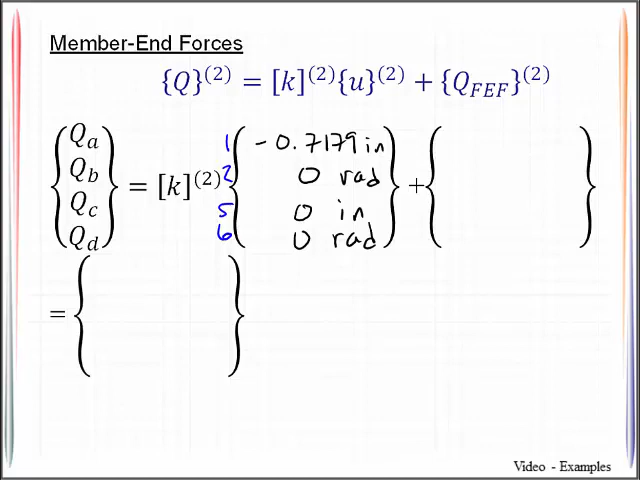 Member-End Forces
{Q}⁽²⁾ = [k]⁽²⁾{u}⁽²⁾ + {Q_FEF}⁽²⁾
Q_a 1 - 0.7179 in
Q_b 2 0 rad
= [k]⁽²⁾ +
Q_c 5 0 in
Q_d 6 0 rad
=
Video - Examples